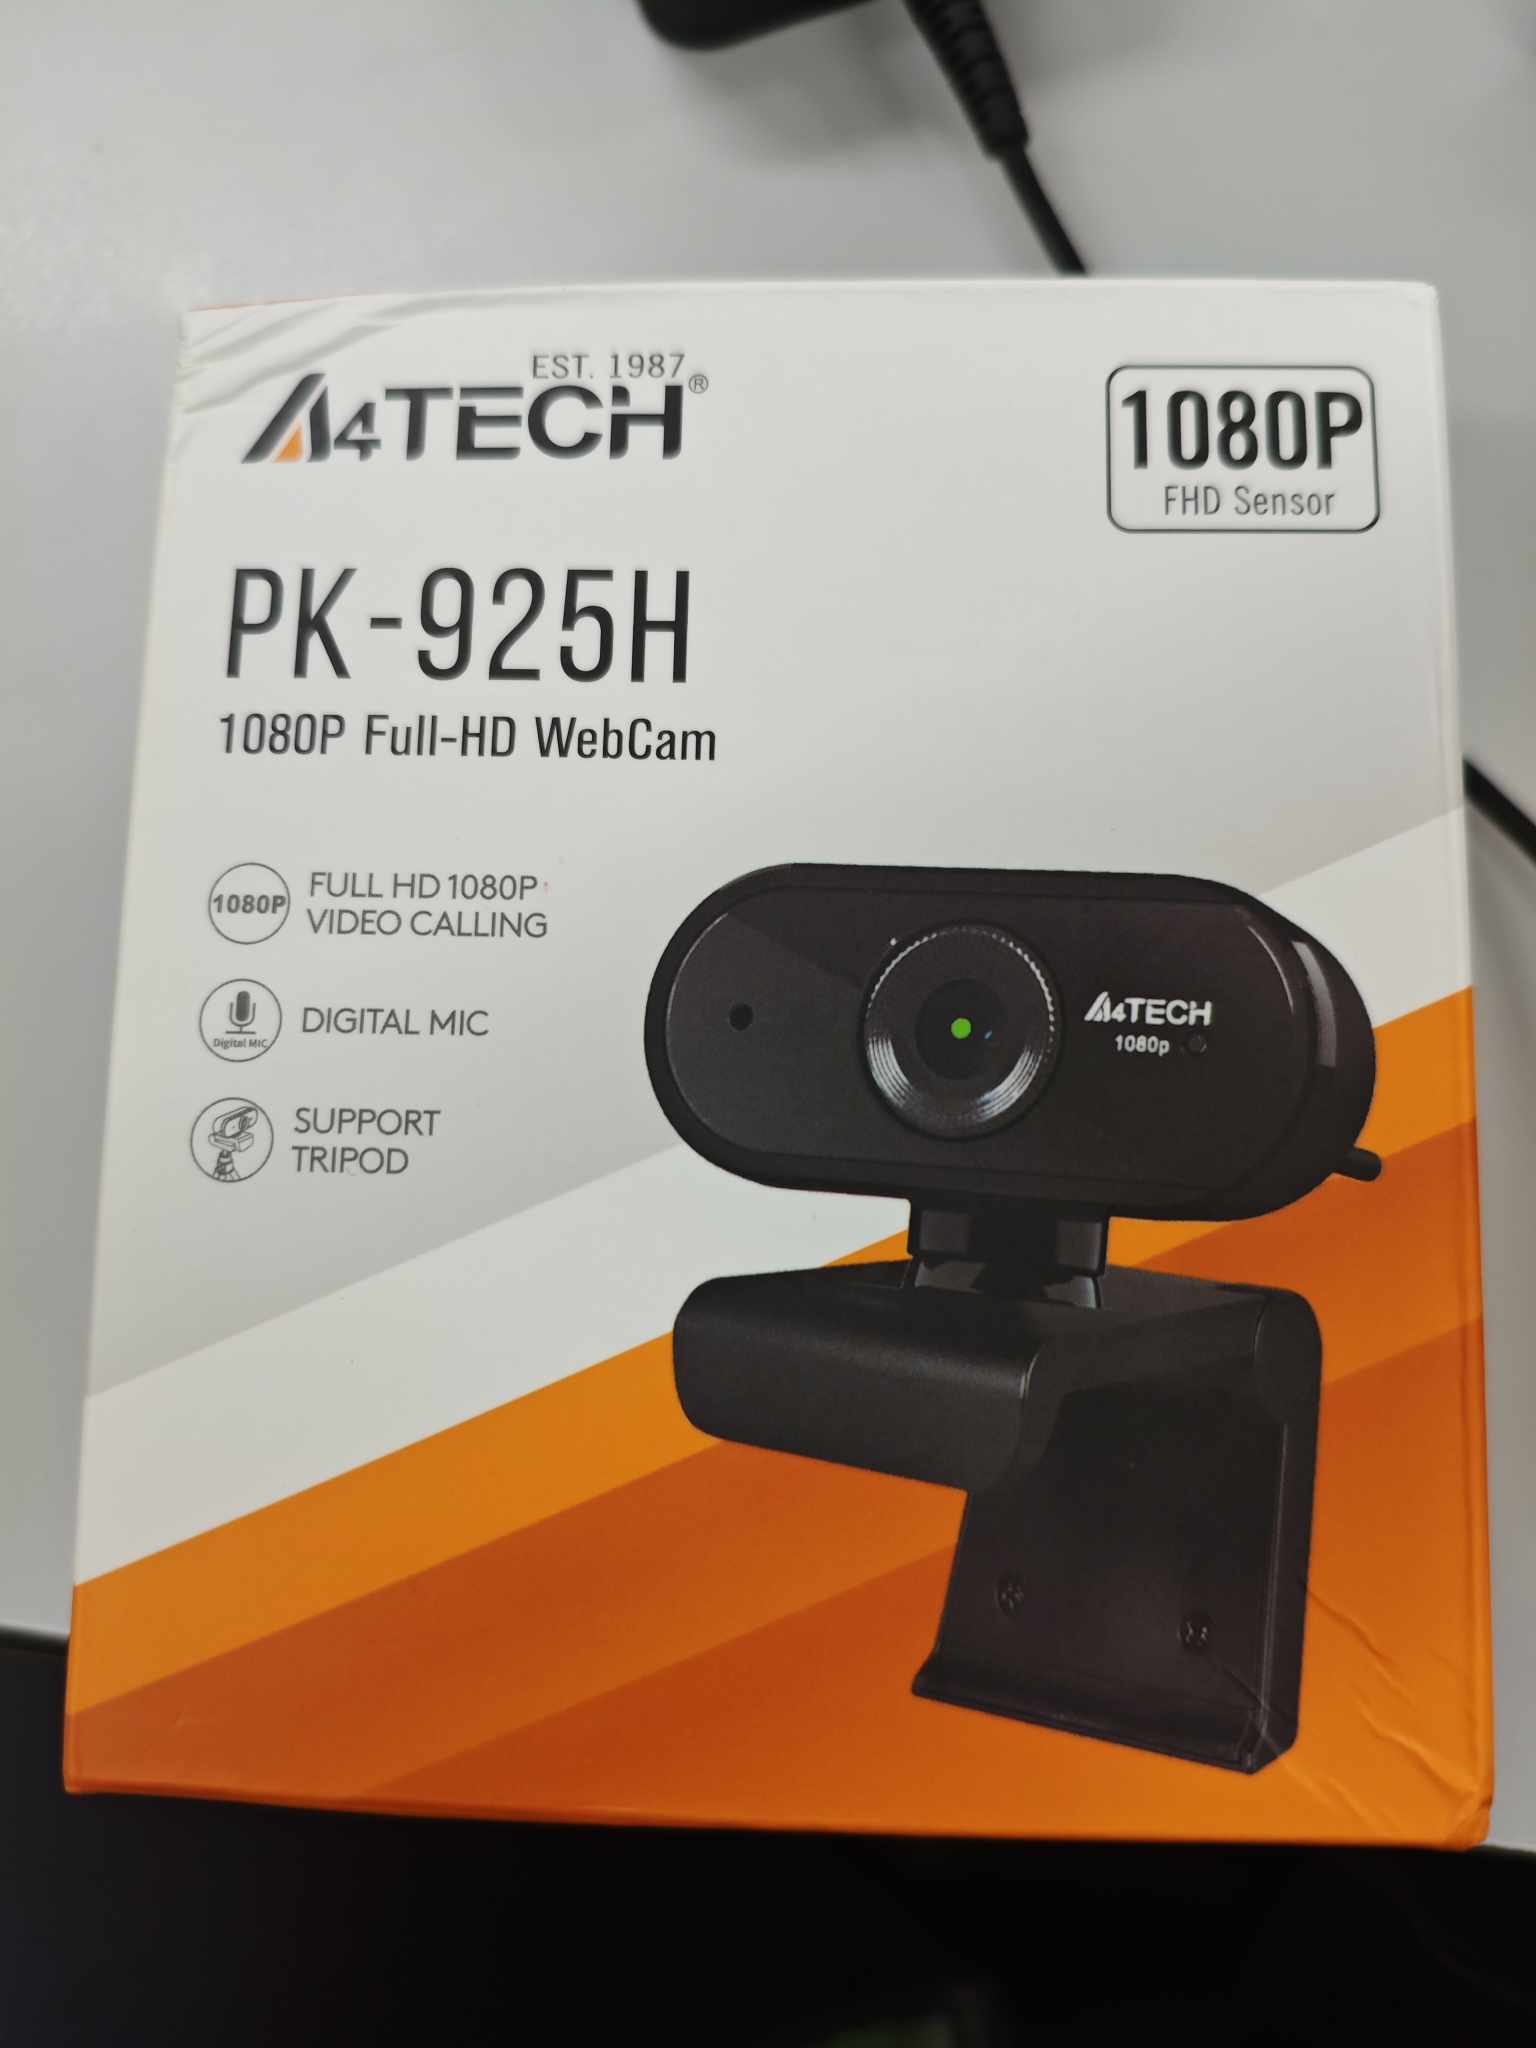 EST. 1987
A4TECH®
1080P
FHD Sensor
PK-925H
1080P Full-HD WebCam
1080P
FULL HD 1080P
VIDEO CALLING
Digital MIC
DIGITAL MIC
SUPPORT
TRIPOD
A4TECH
1080p